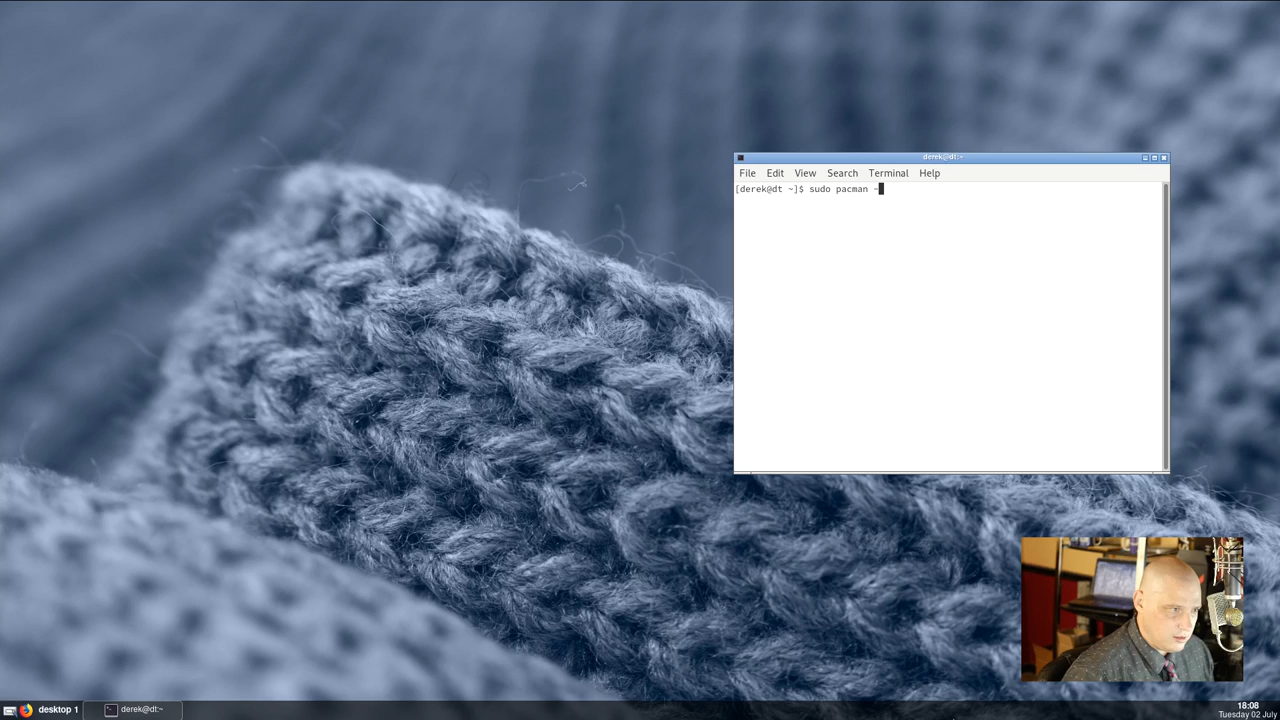 derek@dt:~
File Edit View Search Terminal Help
[derek@dt ~]$ sudo pacman -
desktop 1
derek@dt:~
18:08
Tuesday 02 July